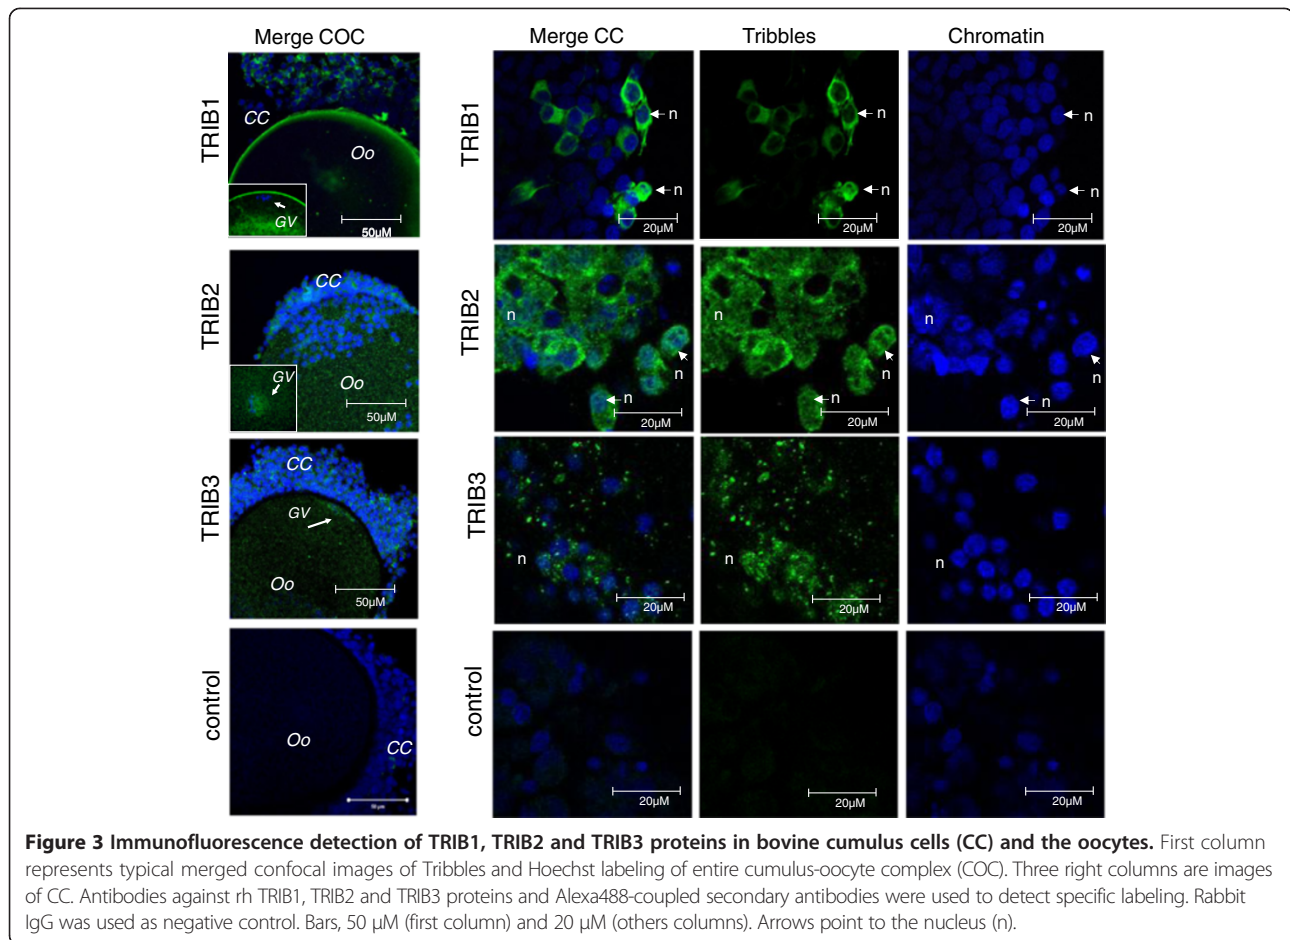 Merge COC Merge CC Tribbles Chromatin
TRIB1
CC
Oo
GV
50µM
n
n
20µM
n
n
20µM
n
n
20µM
TRIB2
CC
Oo
GV
50µM
TRIB2
n
n
n
20µM
n
n
n
20µM
n
n
n
20µM
TRIB3
CC
GV
Oo
50µM
TRIB3
n
20µM
20µM
n
n
20µM
control
Oo
CC
50 µm
control
20µM
20µM
20µM
TRIB1
Figure 3 Immunofluorescence detection of TRIB1, TRIB2 and TRIB3 proteins in bovine cumulus cells (CC) and the oocytes. First column
represents typical merged confocal images of Tribbles and Hoechst labeling of entire cumulus-oocyte complex (COC). Three right columns are images
of CC. Antibodies against rh TRIB1, TRIB2 and TRIB3 proteins and Alexa488-coupled secondary antibodies were used to detect specific labeling. Rabbit
IgG was used as negative control. Bars, 50 µM (first column) and 20 µM (others columns). Arrows point to the nucleus (n).